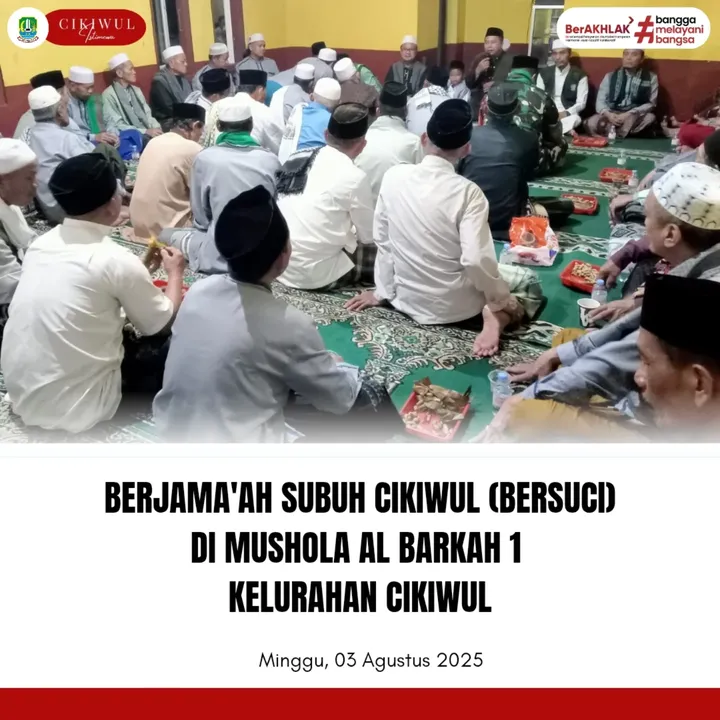 CIKIWUL
Istimewa
BerAKHLAK
#bangga
melayani
bangsa
BERJAMA'AH SUBUH CIKIWUL (BERSUCI)
DI MUSHOLA AL BARKAH 1
KELURAHAN CIKIWUL
Minggu, 03 Agustus 2025